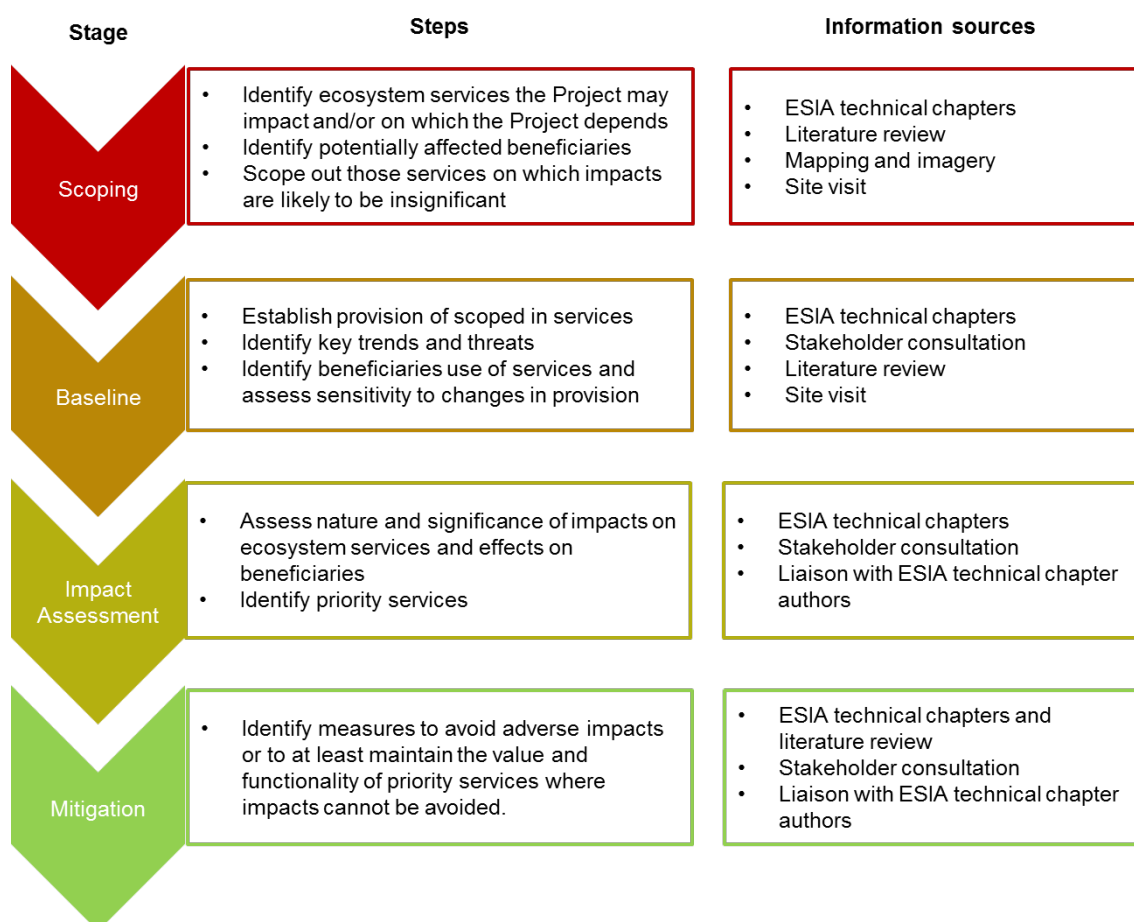 Stage
Steps
Information sources
Scoping
• Identify ecosystem services the Project may
impact and/or on which the Project depends
• Identify potentially affected beneficiaries
• Scope out those services on which impacts
are likely to be insignificant
• ESIA technical chapters
• Literature review
• Mapping and imagery
• Site visit
Baseline
• Establish provision of scoped in services
• Identify key trends and threats
• Identify beneficiaries use of services and
assess sensitivity to changes in provision
• ESIA technical chapters
• Stakeholder consultation
• Literature review
• Site visit
Impact
Assessment
• Assess nature and significance of impacts on
ecosystem services and effects on
beneficiaries
• Identify priority services
• ESIA technical chapters
• Stakeholder consultation
• Liaison with ESIA technical chapter
authors
Mitigation
• Identify measures to avoid adverse impacts
or to at least maintain the value and
functionality of priority services where
impacts cannot be avoided.
• ESIA technical chapters and
literature review
• Stakeholder consultation
• Liaison with ESIA technical chapter
authors